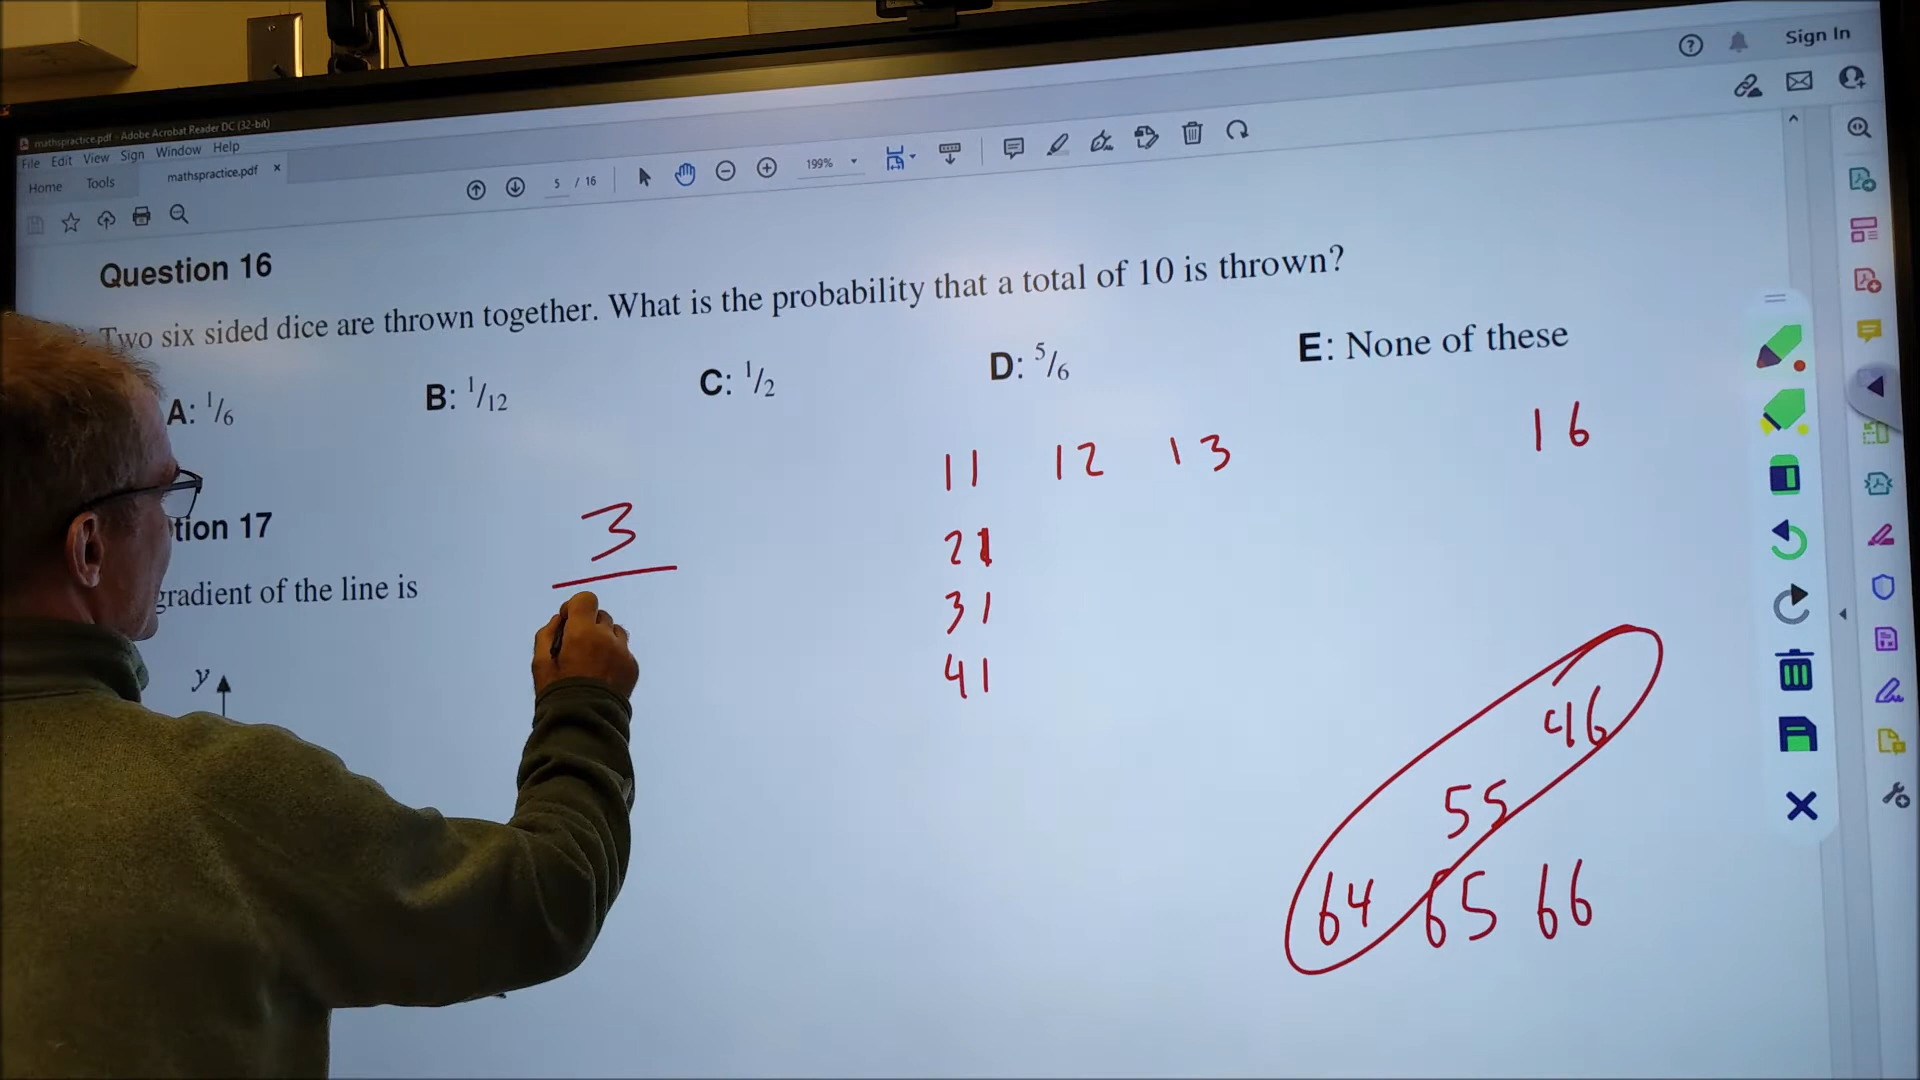 mathspractice.pdf - Adobe Acrobat Reader DC (32-bit)
File Edit View Sign Window Help
Home Tools mathspractice.pdf ×
5 / 16 199%
Sign In
Question 16
Two six sided dice are thrown together. What is the probability that a total of 10 is thrown?
A: 1/6 B: 1/12 C: 1/2 D: 5/6 E: None of these
11 12 13 16
21
31
41
46
55
64 65 66
3
tion 17
gradient of the line is
y